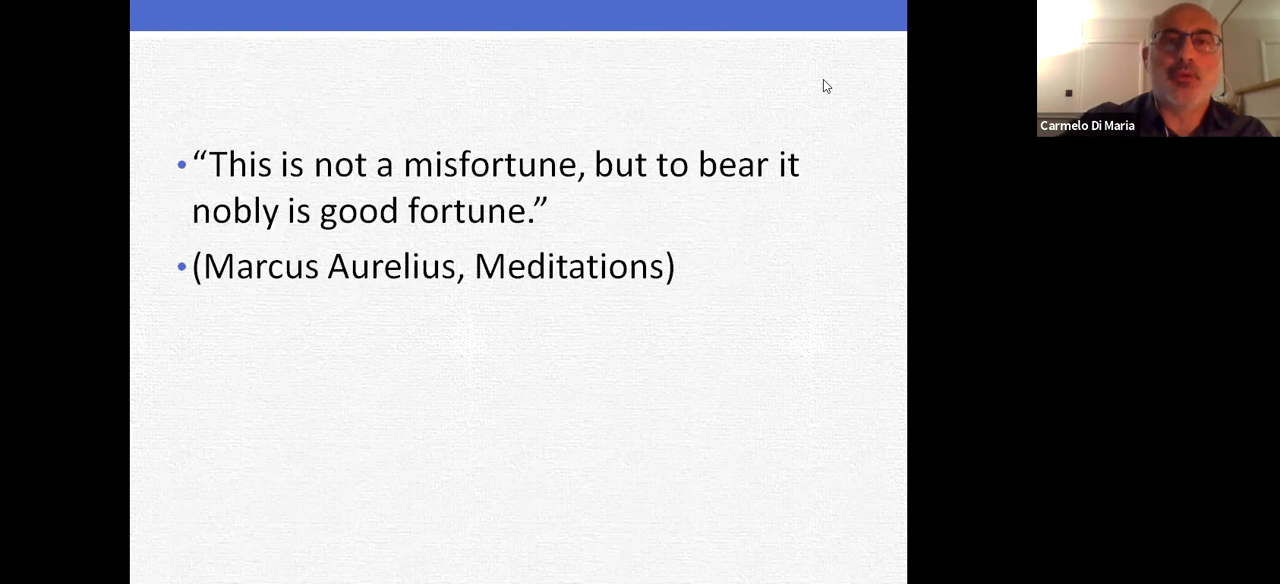 • “This is not a misfortune, but to bear it
nobly is good fortune.”
• (Marcus Aurelius, Meditations)
Carmelo Di Maria